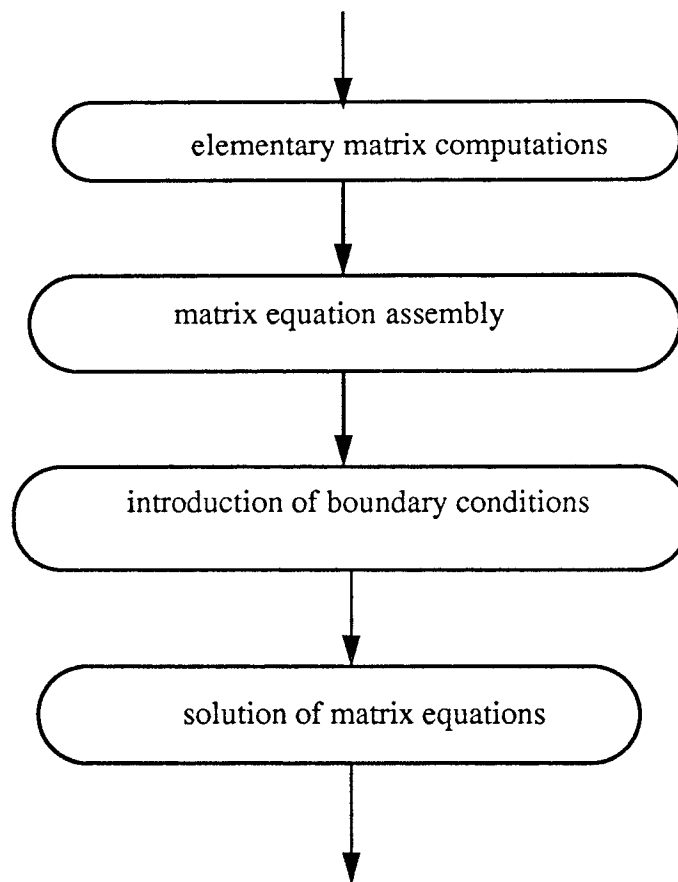 elementary matrix computations
matrix equation assembly
introduction of boundary conditions
solution of matrix equations